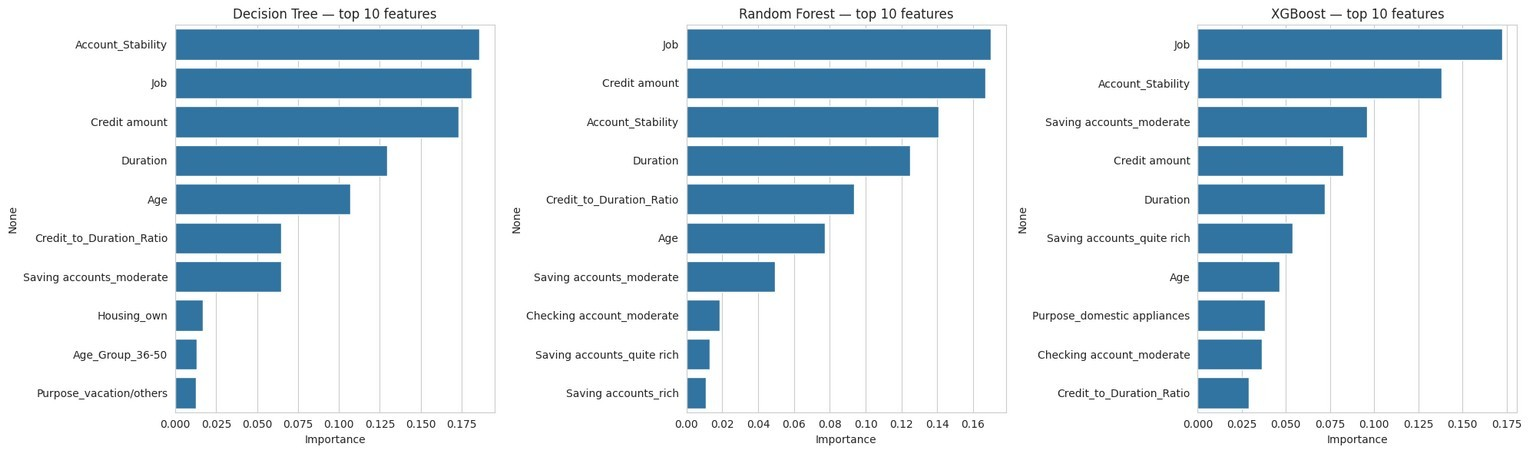 Decision Tree — top 10 features
Account_Stability
Job
Credit amount
Duration
Age
Credit_to_Duration_Ratio
Saving accounts_moderate
Housing_own
Age_Group_36-50
Purpose_vacation/others
None
0.000 0.025 0.050 0.075 0.100 0.125 0.150 0.175
Importance
Random Forest — top 10 features
Job
Credit amount
Account_Stability
Duration
Credit_to_Duration_Ratio
Age
Saving accounts_moderate
Checking account_moderate
Saving accounts_quite rich
Saving accounts_rich
None
0.00 0.02 0.04 0.06 0.08 0.10 0.12 0.14 0.16
Importance
XGBoost — top 10 features
Job
Account_Stability
Saving accounts_moderate
Credit amount
Duration
Saving accounts_quite rich
Age
Purpose_domestic appliances
Checking account_moderate
Credit_to_Duration_Ratio
None
0.000 0.025 0.050 0.075 0.100 0.125 0.150 0.175
Importance